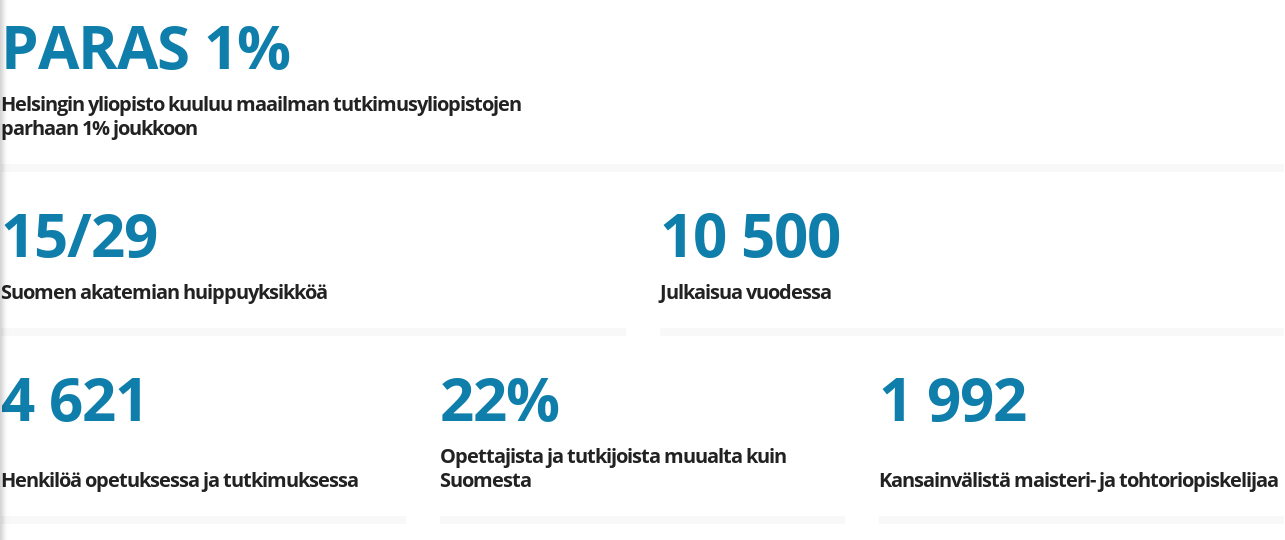 PARAS 1%
Helsingin yliopisto kuuluu maailman tutkimusyliopistojen
parhaan 1% joukkoon
15/29
Suomen akatemian huippuyksikköä
10 500
Julkaisua vuodessa
4 621
Henkilöä opetuksessa ja tutkimuksessa
22%
Opettajista ja tutkijoista muualta kuin
Suomesta
1 992
Kansainvälistä maisteri- ja tohtoriopiskelijaa